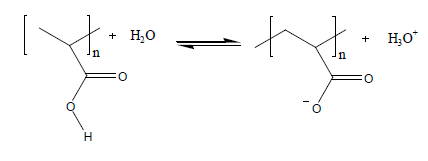 [ ]n + H₂O ⇌ [ ]n + H₃O⁺
O O
O ⁻O
H